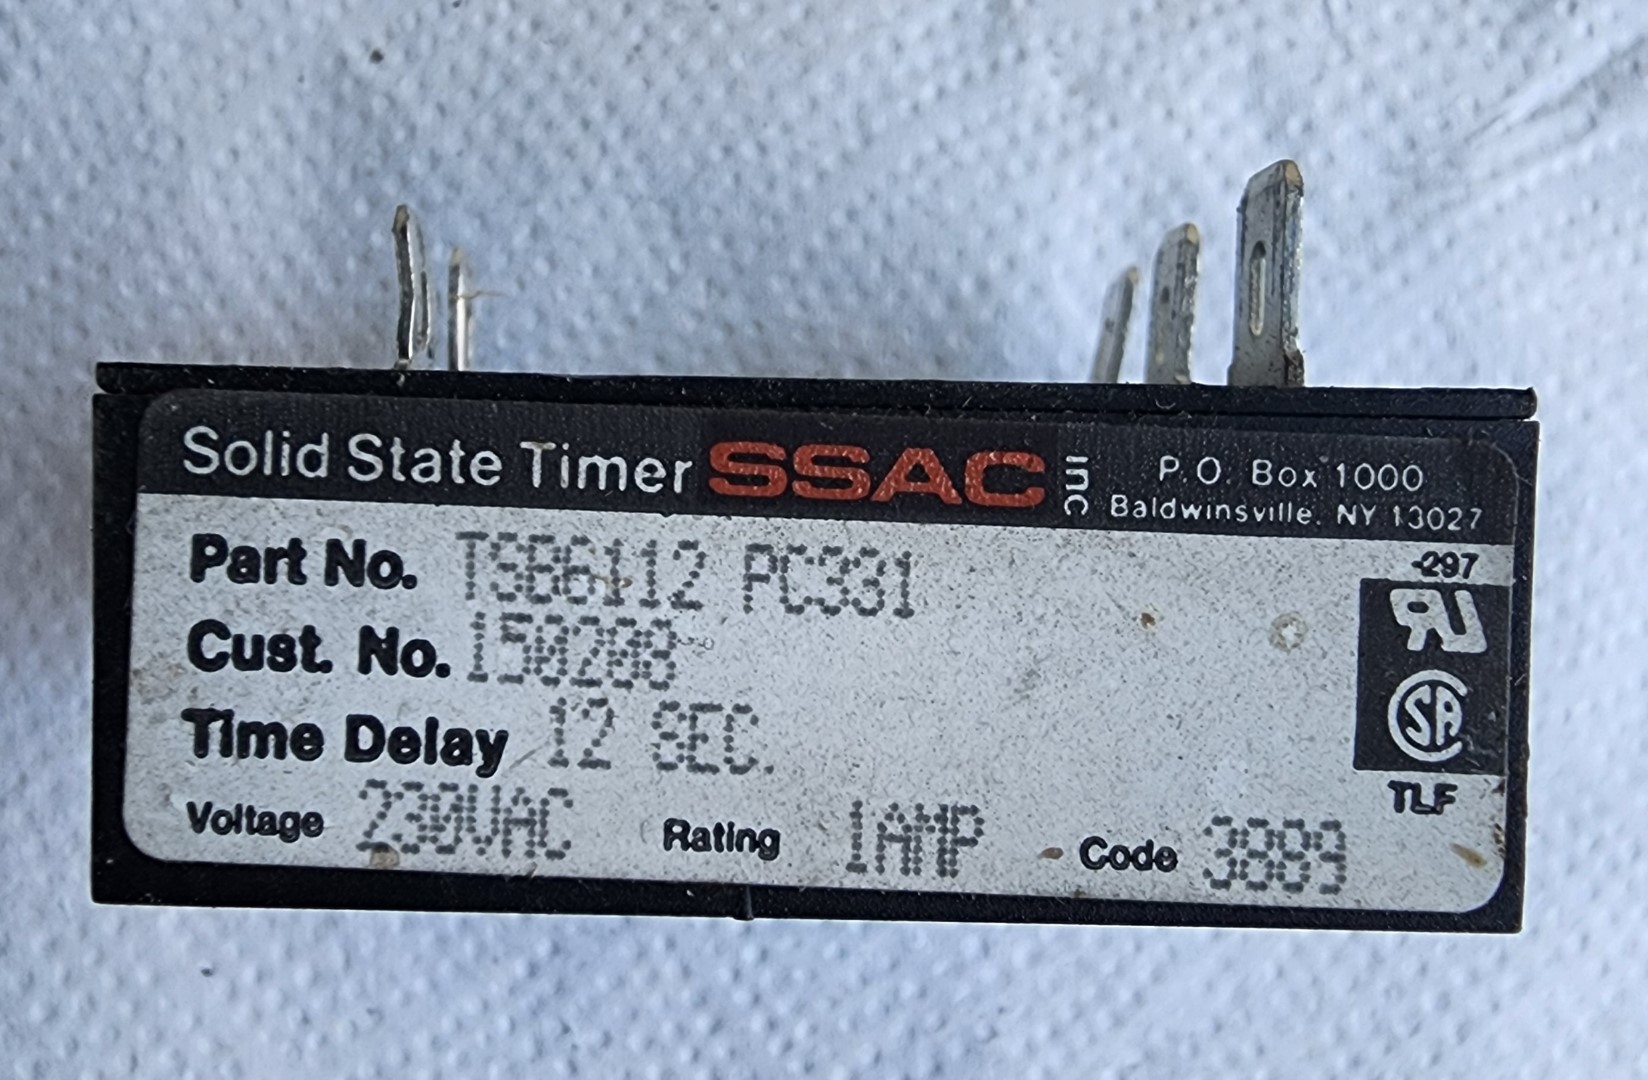 Solid State Timer SSAC inc P.O. Box 1000
Baldwinsville, NY 13027
Part No. TSB6112 PC331
-297
Cust. No. 150208
Time Delay 12 SEC.
TLF
Voltage 230VAC Rating 1AMP Code 3889